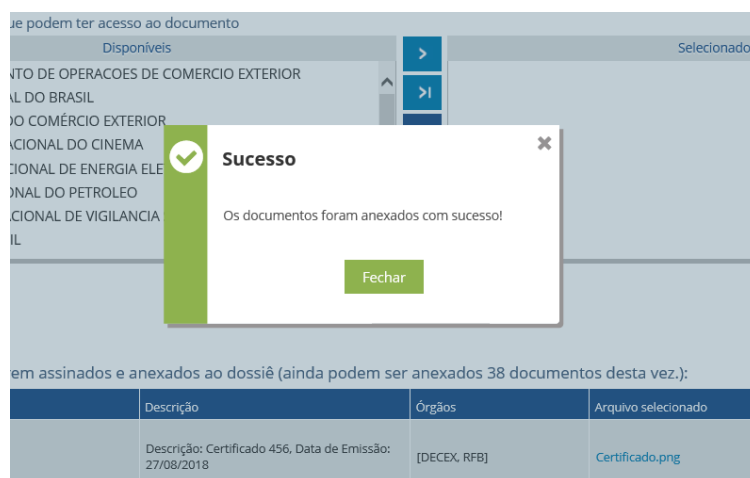 ue podem ter acesso ao documento
Disponíveis
Selecionado
NTO DE OPERACOES DE COMERCIO EXTERIOR
AL DO BRASIL
DO COMÉRCIO EXTERIOR
ACIONAL DO CINEMA
CIONAL DE ENERGIA ELE
ONAL DO PETROLEO
ACIONAL DE VIGILANCIA
IL
Sucesso
Os documentos foram anexados com sucesso!
Fechar
rem assinados e anexados ao dossiê (ainda podem ser anexados 38 documentos desta vez.):
Descrição
Órgãos
Arquivo selecionado
Descrição: Certificado 456, Data de Emissão:
27/08/2018
[DECEX, RFB]
Certificado.png